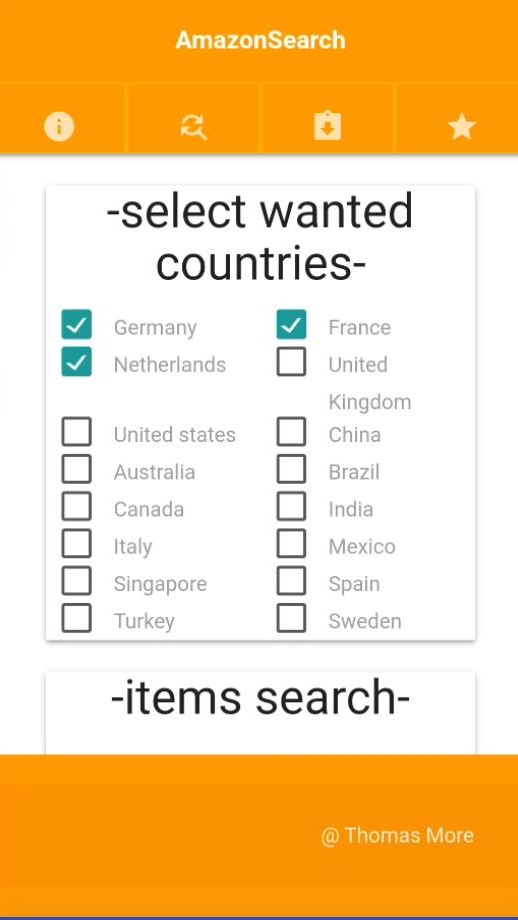 AmazonSearch
-select wanted
countries-
Germany
France
Netherlands
United
Kingdom
United states
China
Australia
Brazil
Canada
India
Italy
Mexico
Singapore
Spain
Turkey
Sweden
-items search-
@ Thomas More